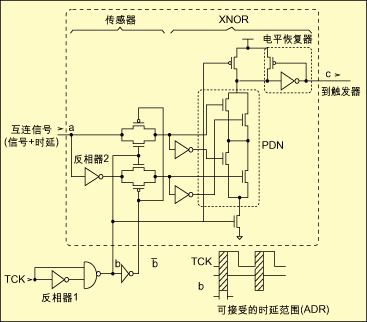 传感器
XNOR
电平恢复器
c
到触发器
互连信号
a
(信号+时延)
反相器2
PDN
TCK
b
b
反相器1
TCK
b
可接受的时延范围(ADR)